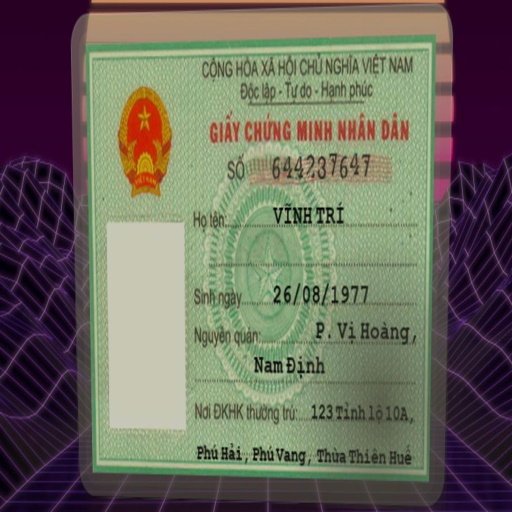 CỘNG HÒA XÃ HỘI CHỦ NGHĨA VIỆT NAM
Độc lập - Tự do - Hạnh phúc
GIẤY CHỨNG MINH NHÂN DÂN
SỐ 644237647
Họ tên: VĨNH TRÍ
Sinh ngày 26/08/1977
Nguyên quán: P. Vị Hoàng,
Nam Định
Nơi ĐKHK thường trú: 123 Tỉnh lộ 10A,
Phú Hải, Phú Vang, Thừa Thiên Huế